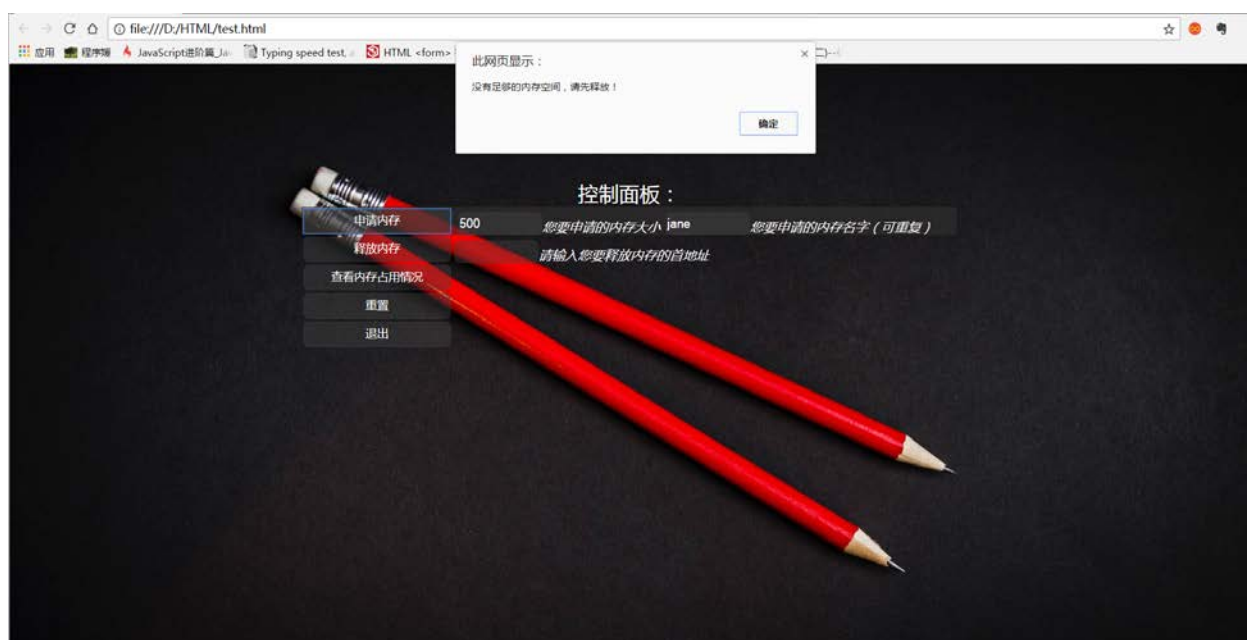 file:///D:/HTML/test.html
应用 程序媛 JavaScript进阶篇_Ja Typing speed test, a HTML <form>
此网页显示：
没有足够的内存空间，请先释放！
确定
控制面板：
申请内存 500 您要申请的内存大小 jane 您要申请的内存名字（可重复）
释放内存 请输入您要释放内存的首地址
查看内存占用情况
重置
退出